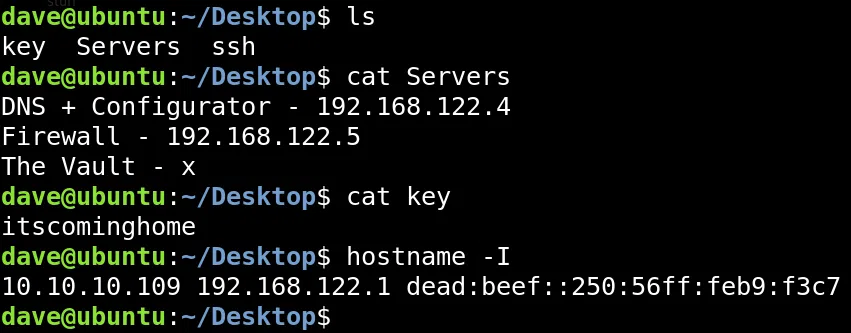 dave@ubuntu:~/Desktop$ ls
key  Servers  ssh
dave@ubuntu:~/Desktop$ cat Servers
DNS + Configurator - 192.168.122.4
Firewall - 192.168.122.5
The Vault - x
dave@ubuntu:~/Desktop$ cat key
itscominghome
dave@ubuntu:~/Desktop$ hostname -I
10.10.10.109 192.168.122.1 dead:beef::250:56ff:feb9:f3c7
dave@ubuntu:~/Desktop$